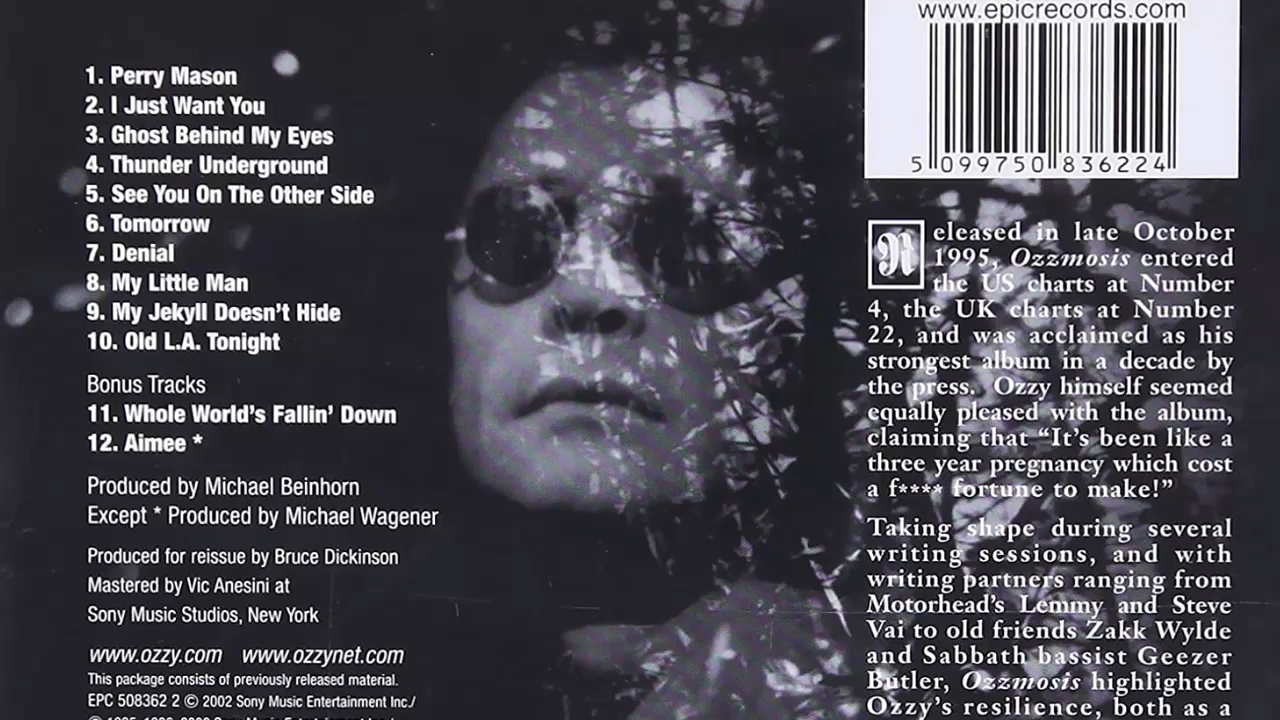 1. Perry Mason
2. I Just Want You
3. Ghost Behind My Eyes
4. Thunder Underground
5. See You On The Other Side
6. Tomorrow
7. Denial
8. My Little Man
9. My Jekyll Doesn't Hide
10. Old L.A. Tonight
Bonus Tracks
11. Whole World's Fallin' Down
12. Aimee *
Produced by Michael Beinhorn
Except * Produced by Michael Wagener
Produced for reissue by Bruce Dickinson
Mastered by Vic Anesini at
Sony Music Studios, New York
www.ozzy.com www.ozzynet.com
This package consists of previously released material.
EPC 508362 2 © 2002 Sony Music Entertainment Inc./
www.epicrecords.com
5 099750 836224
Released in late October
1995, Ozzmosis entered
the US charts at Number
4, the UK charts at Number
22, and was acclaimed as his
strongest album in a decade by
the press. Ozzy himself seemed
equally pleased with the album,
claiming that “It's been like a
three year pregnancy which cost
a f**** fortune to make!”
Taking shape during several
writing sessions, and with
writing partners ranging from
Motorhead's Lemmy and Steve
Vai to old friends Zakk Wylde
and Sabbath bassist Geezer
Butler, Ozzmosis highlighted
Ozzy's resilience, both as a